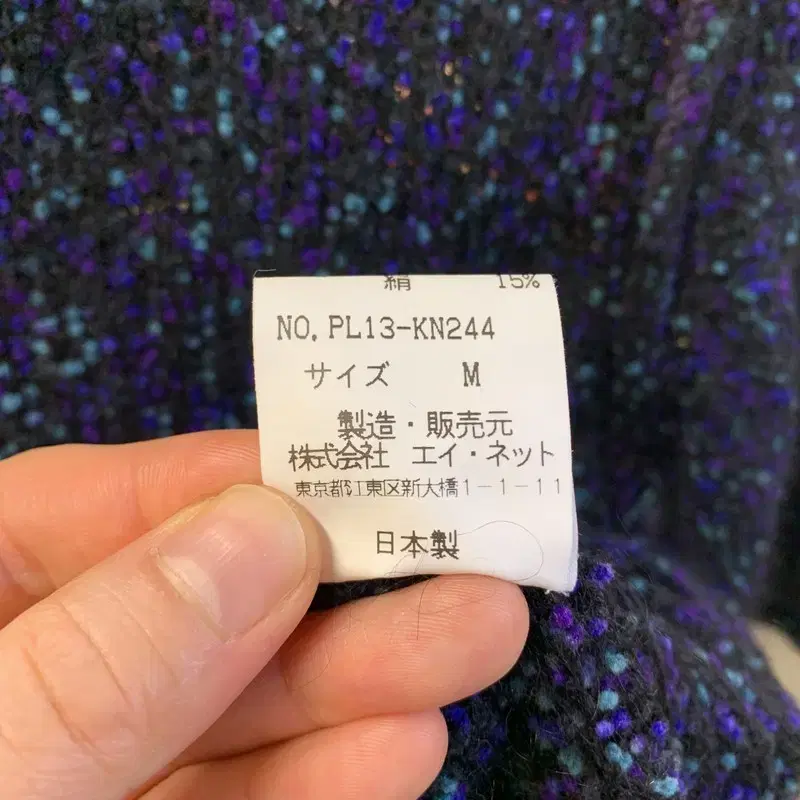 絹 15%
NO. PL13-KN244
サイズ M
製造・販売元
株式会社 エイ・ネット
東京都江東区新大橋1-1-11
日本製